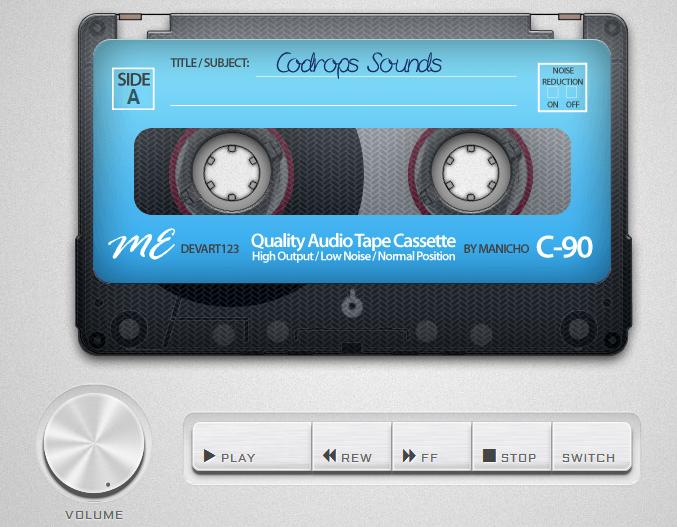 TITLE / SUBJECT: Codrops Sounds
SIDE
A
NOISE
REDUCTION
ON OFF
ME DEVART123 Quality Audio Tape Cassette BY MANICHO C-90
High Output / Low Noise / Normal Position
PLAY REW FF STOP SWITCH
VOLUME